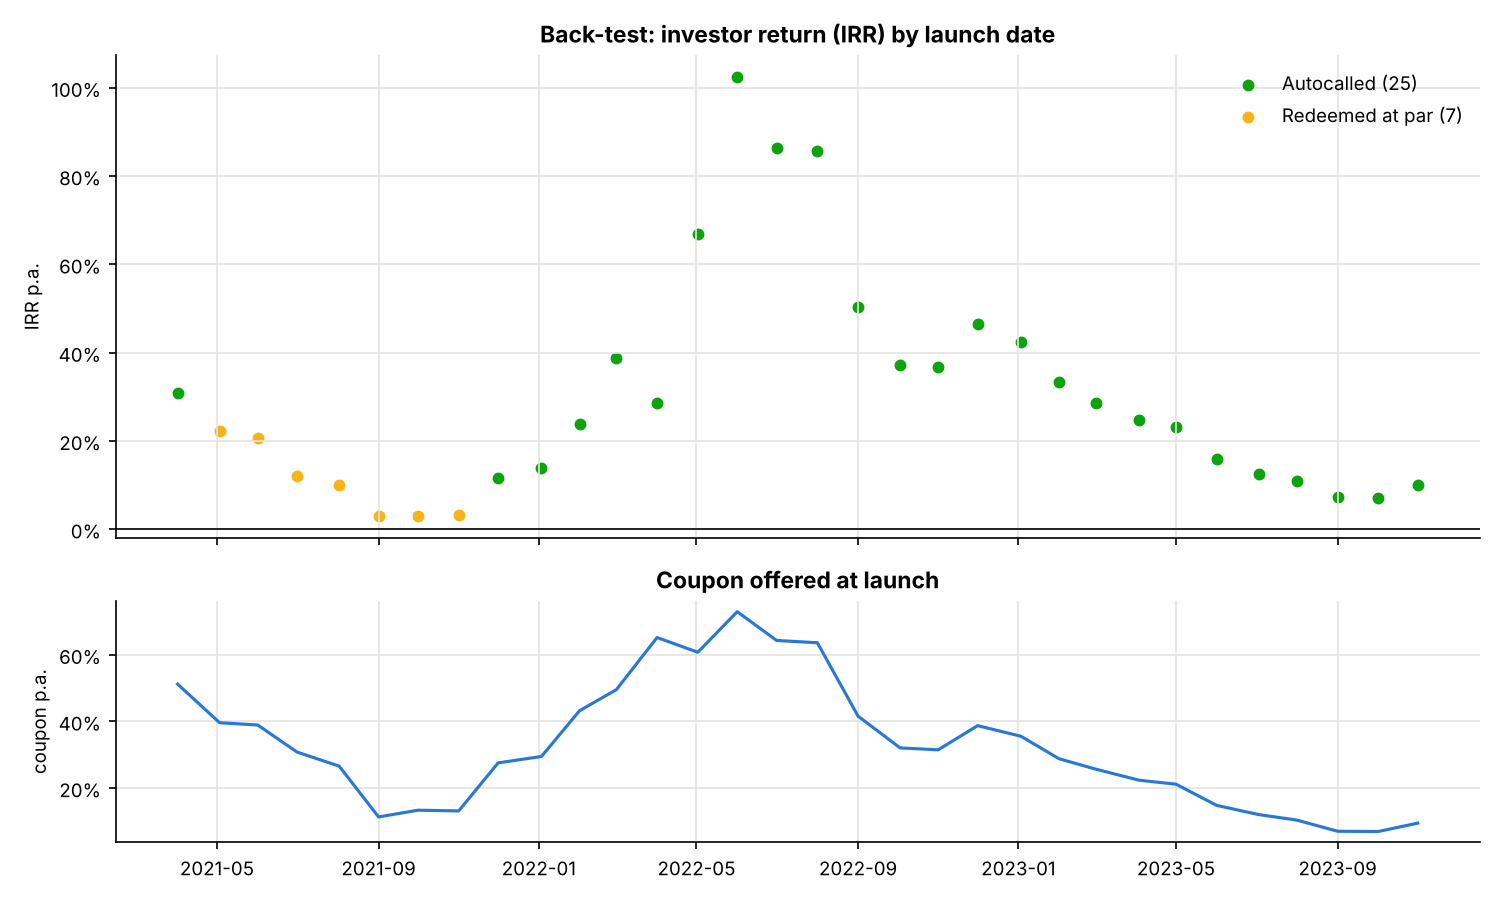 Back-test: investor return (IRR) by launch date
Autocalled (25)
Redeemed at par (7)
IRR p.a.
100%
80%
60%
40%
20%
0%
Coupon offered at launch
coupon p.a.
60%
40%
20%
2021-05
2021-09
2022-01
2022-05
2022-09
2023-01
2023-05
2023-09